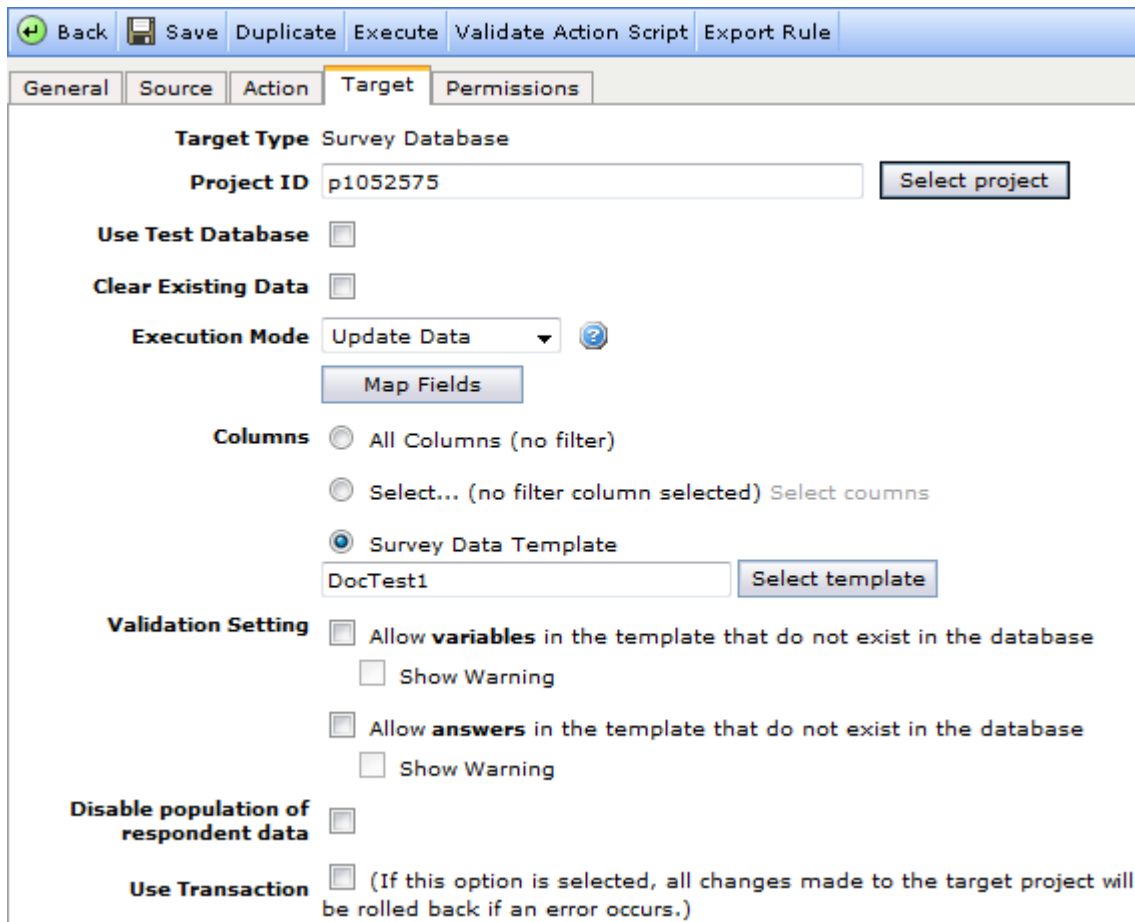 Back Save Duplicate Execute Validate Action Script Export Rule
General Source Action Target Permissions
Target Type Survey Database
Project ID p1052575 Select project
Use Test Database
Clear Existing Data
Execution Mode Update Data
Map Fields
Columns All Columns (no filter)
Select... (no filter column selected) Select coumns
Survey Data Template
DocTest1 Select template
Validation Setting Allow variables in the template that do not exist in the database
Show Warning
Allow answers in the template that do not exist in the database
Show Warning
Disable population of
respondent data
Use Transaction (If this option is selected, all changes made to the target project will
be rolled back if an error occurs.)